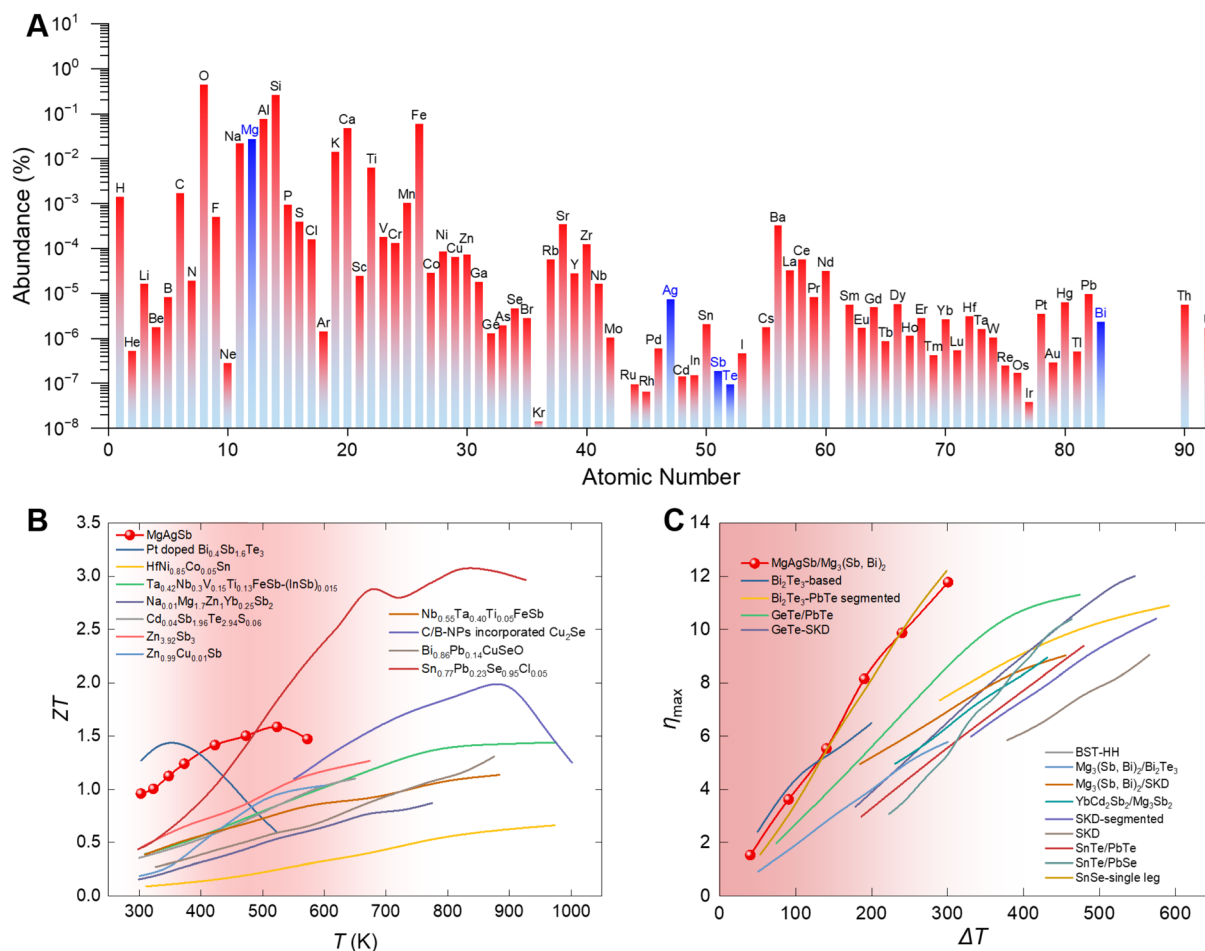 A
Abundance (%)
10^1
10^0
10^-1
10^-2
10^-3
10^-4
10^-5
10^-6
10^-7
10^-8
H
He
Li
Be
B
C
N
O
F
Ne
Na
Mg
Al
Si
P
S
Cl
Ar
K
Ca
Sc
Ti
V
Cr
Mn
Fe
Co
Ni
Cu
Zn
Ga
Ge
As
Se
Br
Kr
Rb
Sr
Y
Zr
Nb
Mo
Ru
Rh
Pd
Ag
Cd
In
Sn
Sb
Te
I
Cs
Ba
La
Ce
Pr
Nd
Sm
Eu
Gd
Tb
Dy
Ho
Er
Tm
Yb
Lu
Hf
Ta
W
Re
Os
Ir
Pt
Au
Hg
Tl
Pb
Bi
Th
0 10 20 30 40 50 60 70 80 90
Atomic Number
B
ZT
3.5
3.0
2.5
2.0
1.5
1.0
0.5
0.0
MgAgSb
Pt doped Bi0.4Sb1.6Te3
HfNi0.85Co0.05Sn
Ta0.42Nb0.3V0.15Ti0.13FeSb-(InSb)0.015
Na0.01Mg1.7Zn1Yb0.25Sb2
Cd0.04Sb1.96Te2.94S0.06
Zn3.92Sb3
Zn0.99Cu0.01Sb
Nb0.55Ta0.40Ti0.05FeSb
C/B-NPs incorporated Cu2Se
Bi0.86Pb0.14CuSeO
Sn0.77Pb0.23Se0.95Cl0.05
300 400 500 600 700 800 900 1000
T (K)
C
ηmax
14
12
10
8
6
4
2
0
MgAgSb/Mg3(Sb, Bi)2
Bi2Te3-based
Bi2Te3-PbTe segmented
GeTe/PbTe
GeTe-SKD
BST-HH
Mg3(Sb, Bi)2/Bi2Te3
Mg3(Sb, Bi)2/SKD
YbCd2Sb2/Mg3Sb2
SKD-segmented
SKD
SnTe/PbTe
SnTe/PbSe
SnSe-single leg
0 100 200 300 400 500 600
ΔT